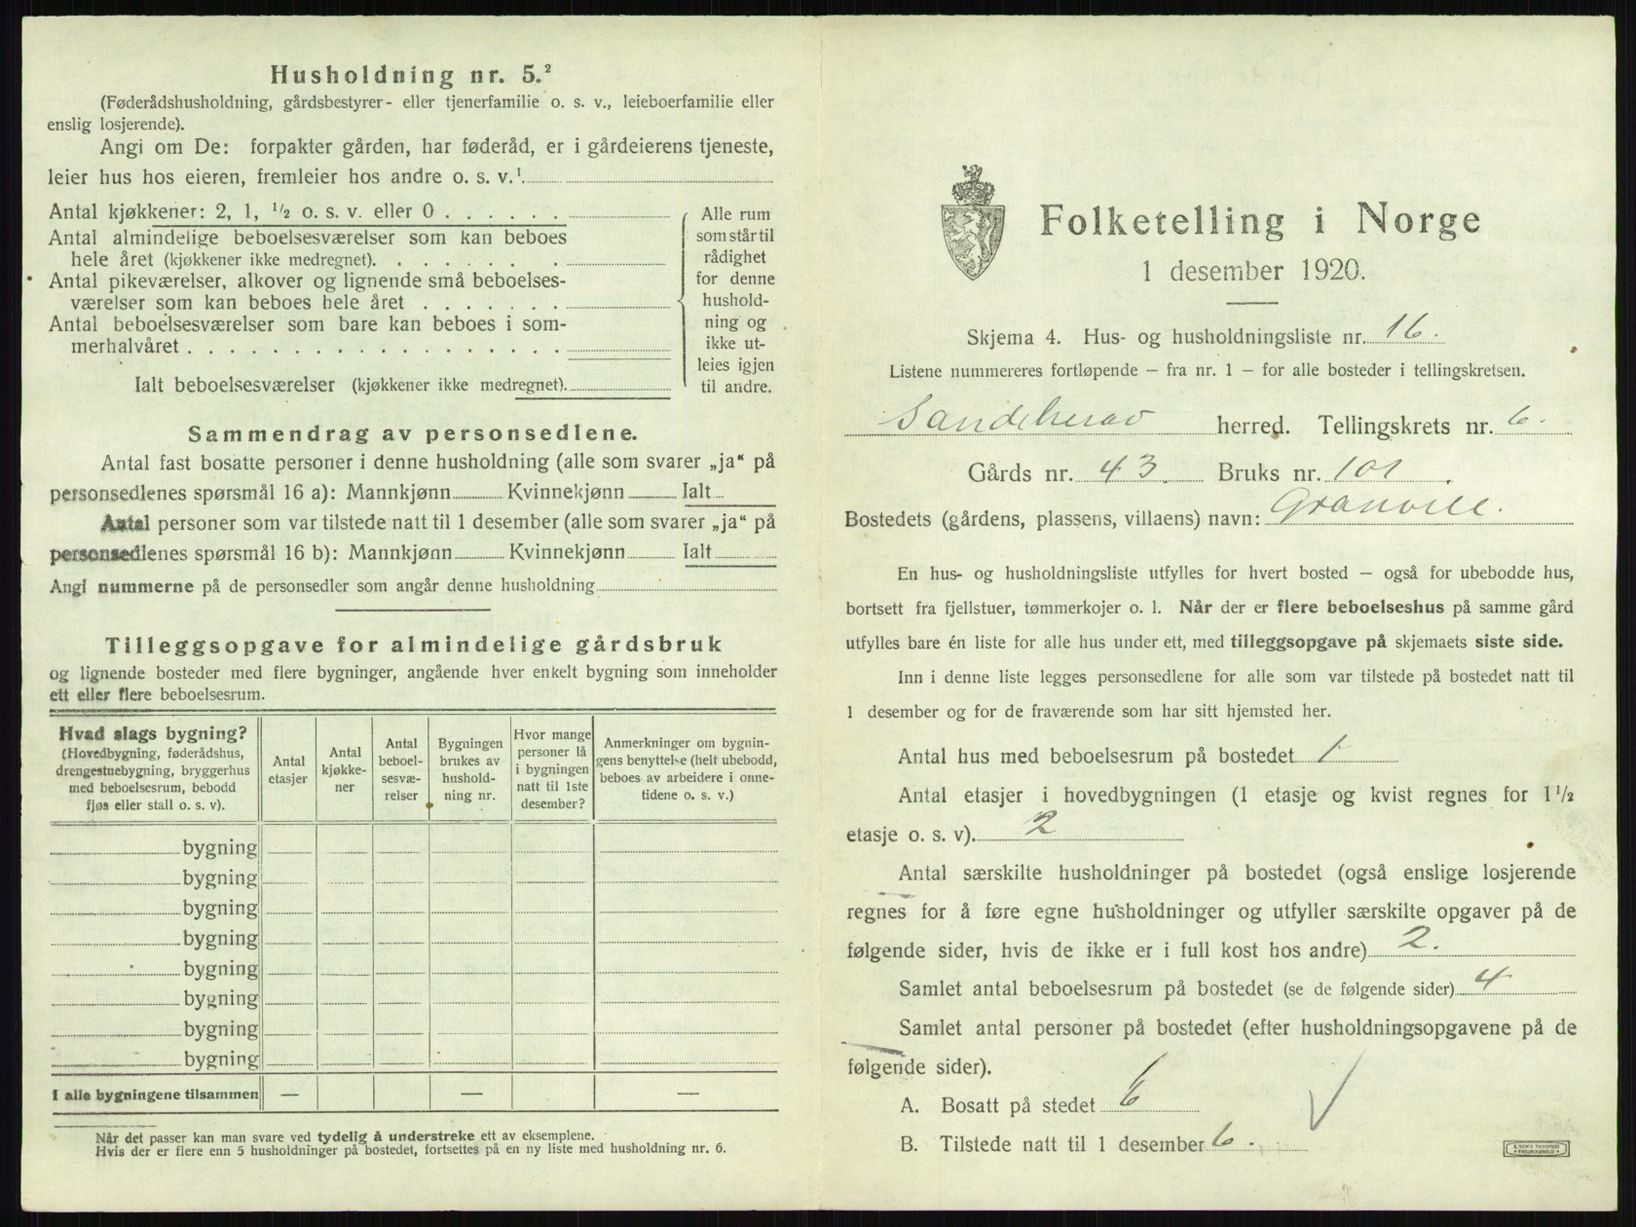 Husholdning nr. 5.²
(Føderådshusholdning, gårdsbestyrer- eller tjenerfamilie o. s. v., leieboerfamilie eller
enslig losjerende).
Angi om De: forpakter gården, har føderåd, er i gårdeierens tjeneste,
leier hus hos eieren, fremleier hos andre o. s. v.¹
Antal kjøkkener: 2, 1, ½ o. s. v. eller 0
Antal almindelige beboelsesværelser som kan beboes
hele året (kjøkkener ikke medregnet).
Antal pikeværelser, alkover og lignende små beboelses-
værelser som kan beboes hele året
Antal beboelsesværelser som bare kan beboes i som-
merhalvåret
Ialt beboelsesværelser (kjøkkener ikke medregnet).
Alle rum
som står til
rådighet
for denne
hushold-
ning og
ikke ut-
leies igjen
til andre.
Sammendrag av personsedlene.
Antal fast bosatte personer i denne husholdning (alle som svarer „ja“ på
personsedlenes spørsmål 16 a): Mannkjønn Kvinnekjønn Ialt
Antal personer som var tilstede natt til 1 desember (alle som svarer „ja“ på
personsedlenes spørsmål 16 b): Mannkjønn Kvinnekjønn Ialt
Angi nummerne på de personsedler som angår denne husholdning
Tilleggsopgave for almindelige gårdsbruk
og lignende bosteder med flere bygninger, angående hver enkelt bygning som inneholder
ett eller flere beboelsesrum.
Hvad slags bygning?
(Hovedbygning, føderådshus,
drengestuebygning, bryggerhus
med beboelsesrum, bebodd
fjøs eller stall o. s. v).
Antal
etasjer
Antal
kjøkke-
ner
Antal
beboel-
sesvæ-
relser
Bygningen
brukes av
hushold-
ning nr.
Hvor mange
personer lå
i bygningen
natt til 1ste
desember?
Anmerkninger om bygnin-
gens benyttelse (helt ubebodd,
beboes av arbeidere i onne-
tidene o. s. v.)
bygning
bygning
bygning
bygning
bygning
bygning
bygning
bygning
I alle bygningene tilsammen — — —
Når det passer kan man svare ved tydelig å understreke ett av eksemplene.
Hvis der er flere enn 5 husholdninger på bostedet, fortsettes på en ny liste med husholdning nr. 6.
Folketelling i Norge
1 desember 1920.
Skjema 4. Hus- og husholdningsliste nr. 16.
Listene nummereres fortløpende — fra nr. 1 — for alle bosteder i tellingskretsen.
Sandeherav herred. Tellingskrets nr. 6.
Gårds nr. 43. Bruks nr. 101.
Bostedets (gårdens, plassens, villaens) navn: Granvill.
En hus- og husholdningsliste utfylles for hvert bosted — også for ubebodde hus,
bortsett fra fjellstuer, tømmerkojer o. l. Når der er flere beboelseshus på samme gård
utfylles bare én liste for alle hus under ett, med tilleggsopgave på skjemaets siste side.
Inn i denne liste legges personsedlene for alle som var tilstede på bostedet natt til
1 desember og for de fraværende som har sitt hjemsted her.
Antal hus med beboelsesrum på bostedet 1
Antal etasjer i hovedbygningen (1 etasje og kvist regnes for 1½
etasje o. s. v). 2
Antal særskilte husholdninger på bostedet (også enslige losjerende
regnes for å føre egne husholdninger og utfyller særskilte opgaver på de
følgende sider, hvis de ikke er i full kost hos andre) 2.
Samlet antal beboelsesrum på bostedet (se de følgende sider) 4
Samlet antal personer på bostedet (efter husholdningsopgavene på de
følgende sider).
A. Bosatt på stedet 6
B. Tilstede natt til 1 desember 6.